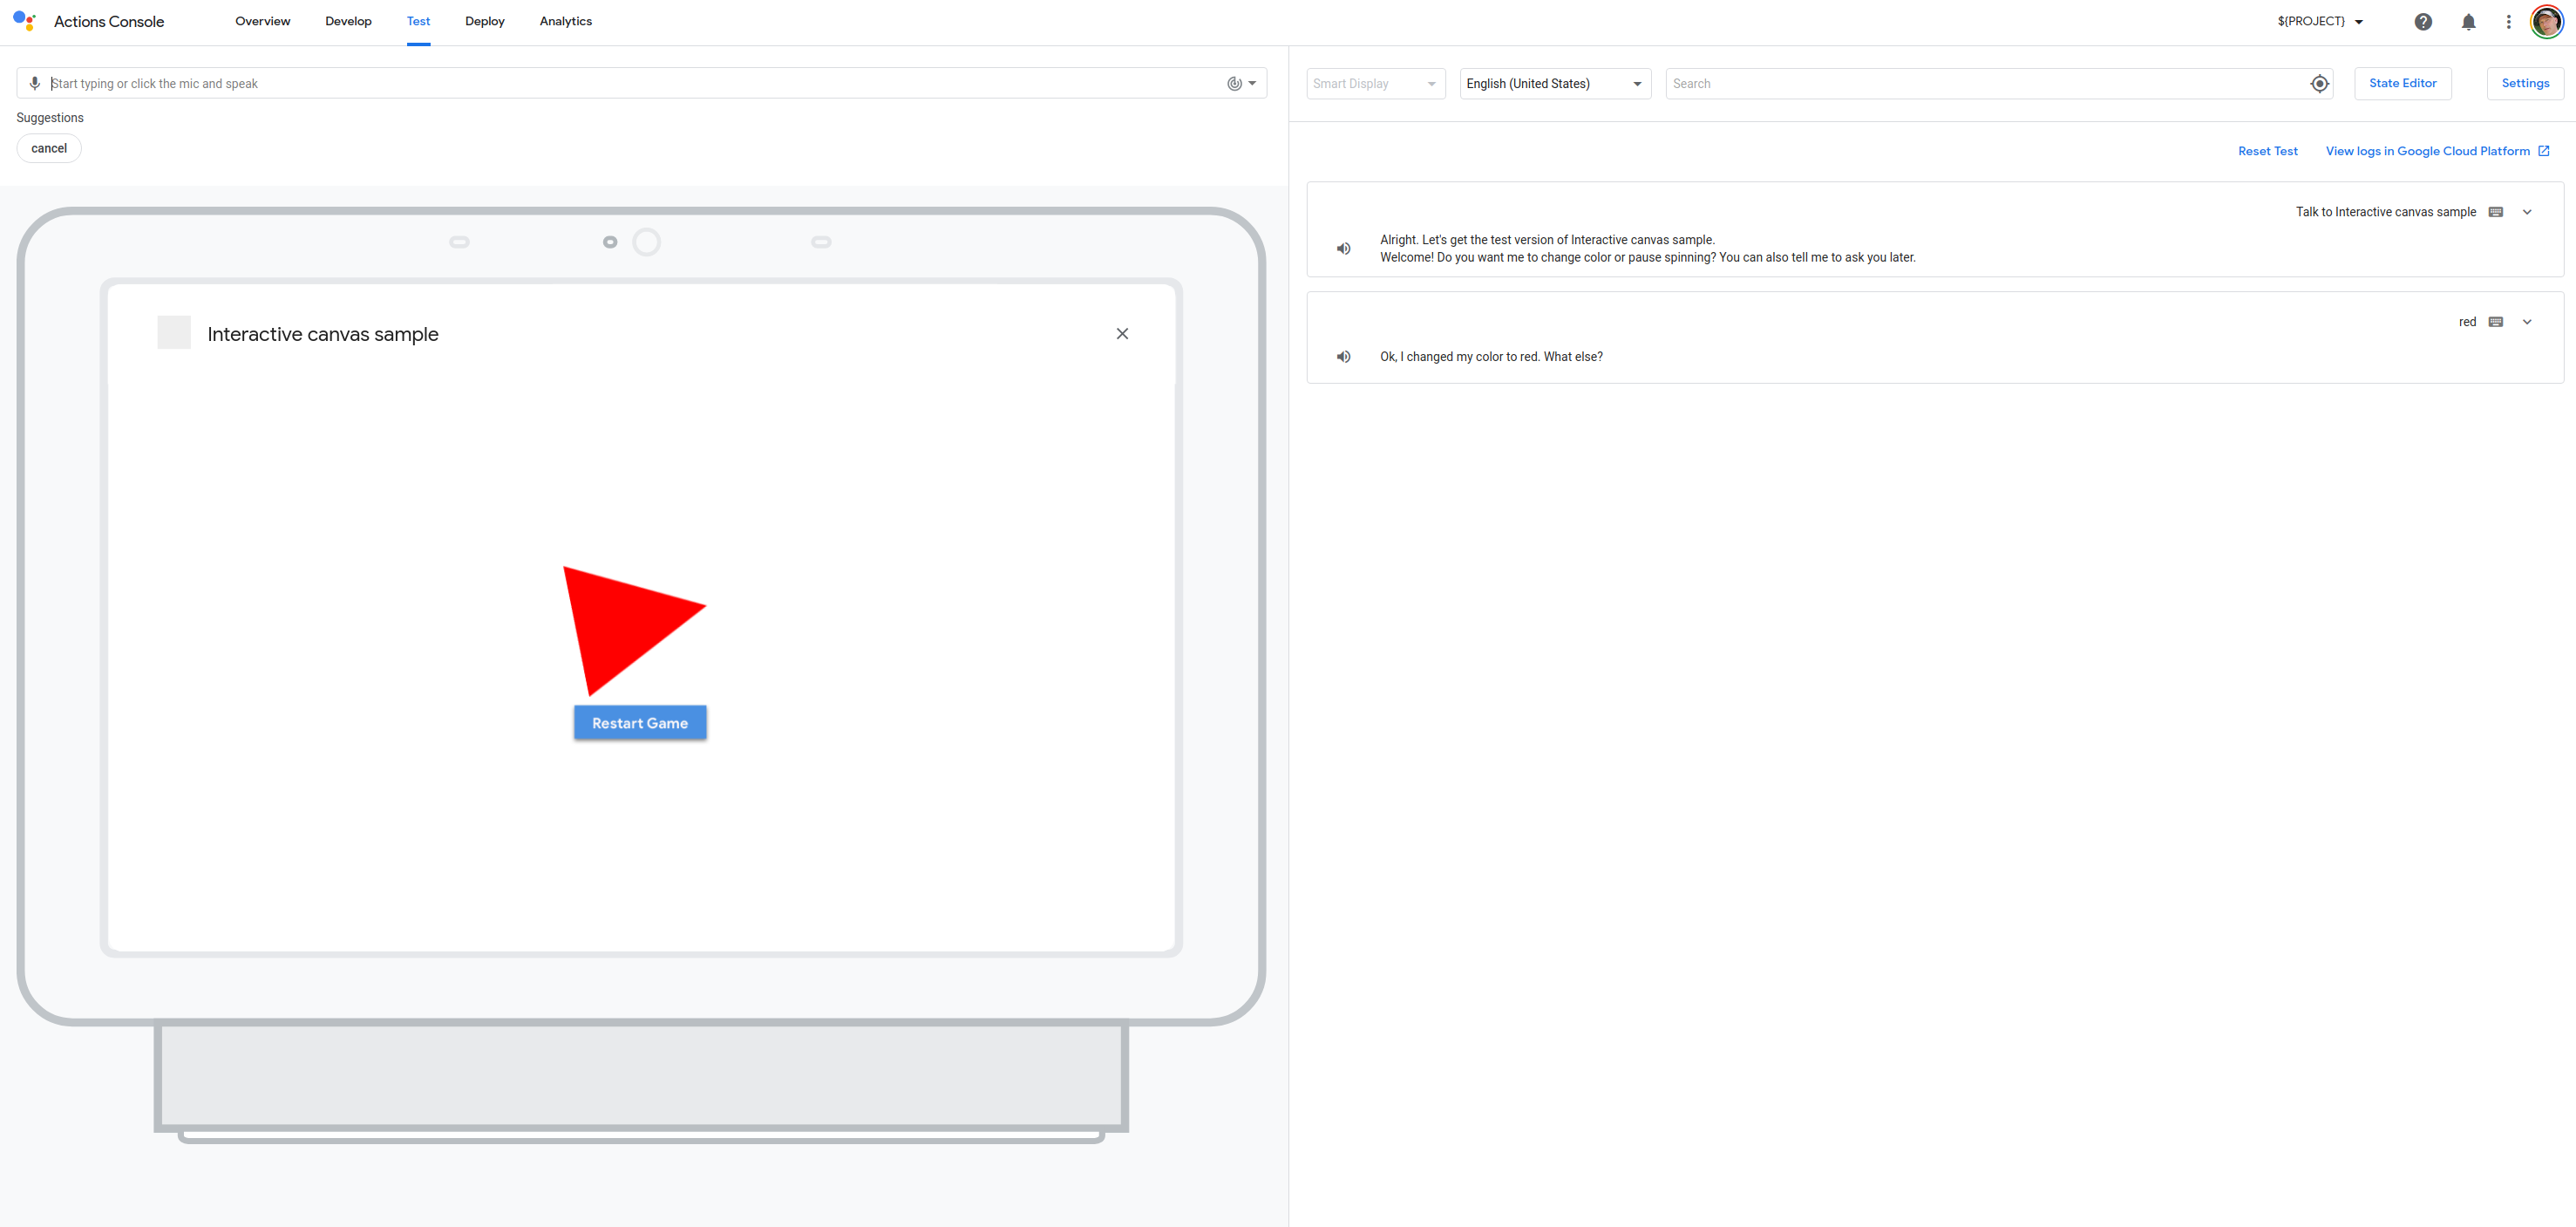 Actions Console
Overview
Develop
Test
Deploy
Analytics
${PROJECT}
Start typing or click the mic and speak
Suggestions
cancel
Interactive canvas sample
Restart Game
Smart Display
English (United States)
Search
State Editor
Settings
Reset Test
View logs in Google Cloud Platform
Talk to Interactive canvas sample
Alright. Let's get the test version of Interactive canvas sample.
Welcome! Do you want me to change color or pause spinning? You can also tell me to ask you later.
red
Ok, I changed my color to red. What else?